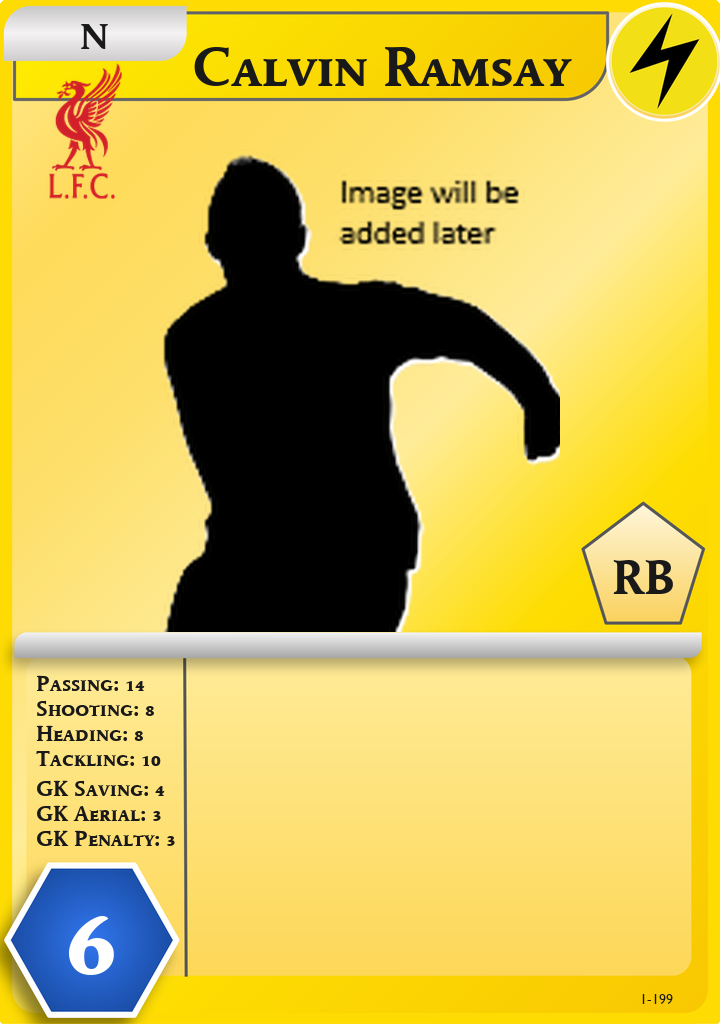 N
Calvin Ramsay
L.F.C.
Image will be
added later
RB
Passing: 14
Shooting: 8
Heading: 8
Tackling: 10
GK Saving: 4
GK Aerial: 3
GK Penalty: 3
6
1-199